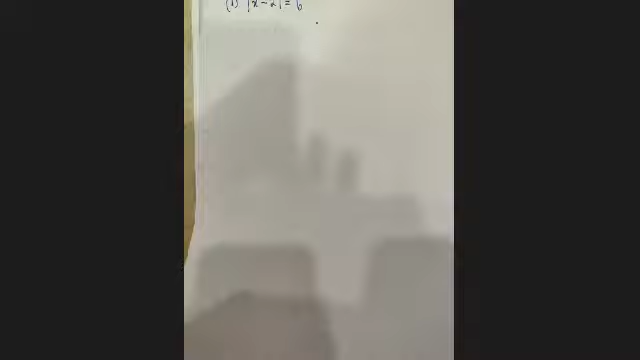 (1) |x-2| = 6